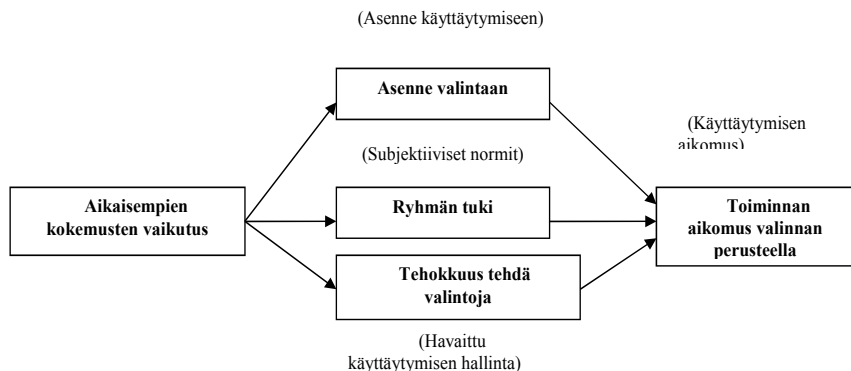 (Asenne käyttäytymiseen)
Asenne valintaan
(Käyttäytymisen
aikomus)
(Subjektiiviset normit)
Aikaisempien
kokemusten vaikutus
Ryhmän tuki
Toiminnan
aikomus valinnan
perusteella
Tehokkuus tehdä
valintoja
(Havaittu
käyttäytymisen hallinta)